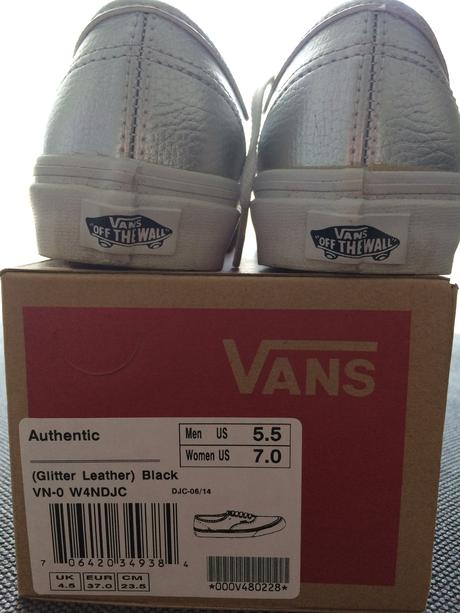 VANS
"OFF THE WALL"
VANS
"OFF THE WALL"
VANS
Authentic
Men US 5.5
Women US 7.0
(Glitter Leather) Black
VN-0 W4NDJC
DJC-06/14
7 06420 34938 4
UK EUR CM
4.5 37.0 23.5
*000V480228*